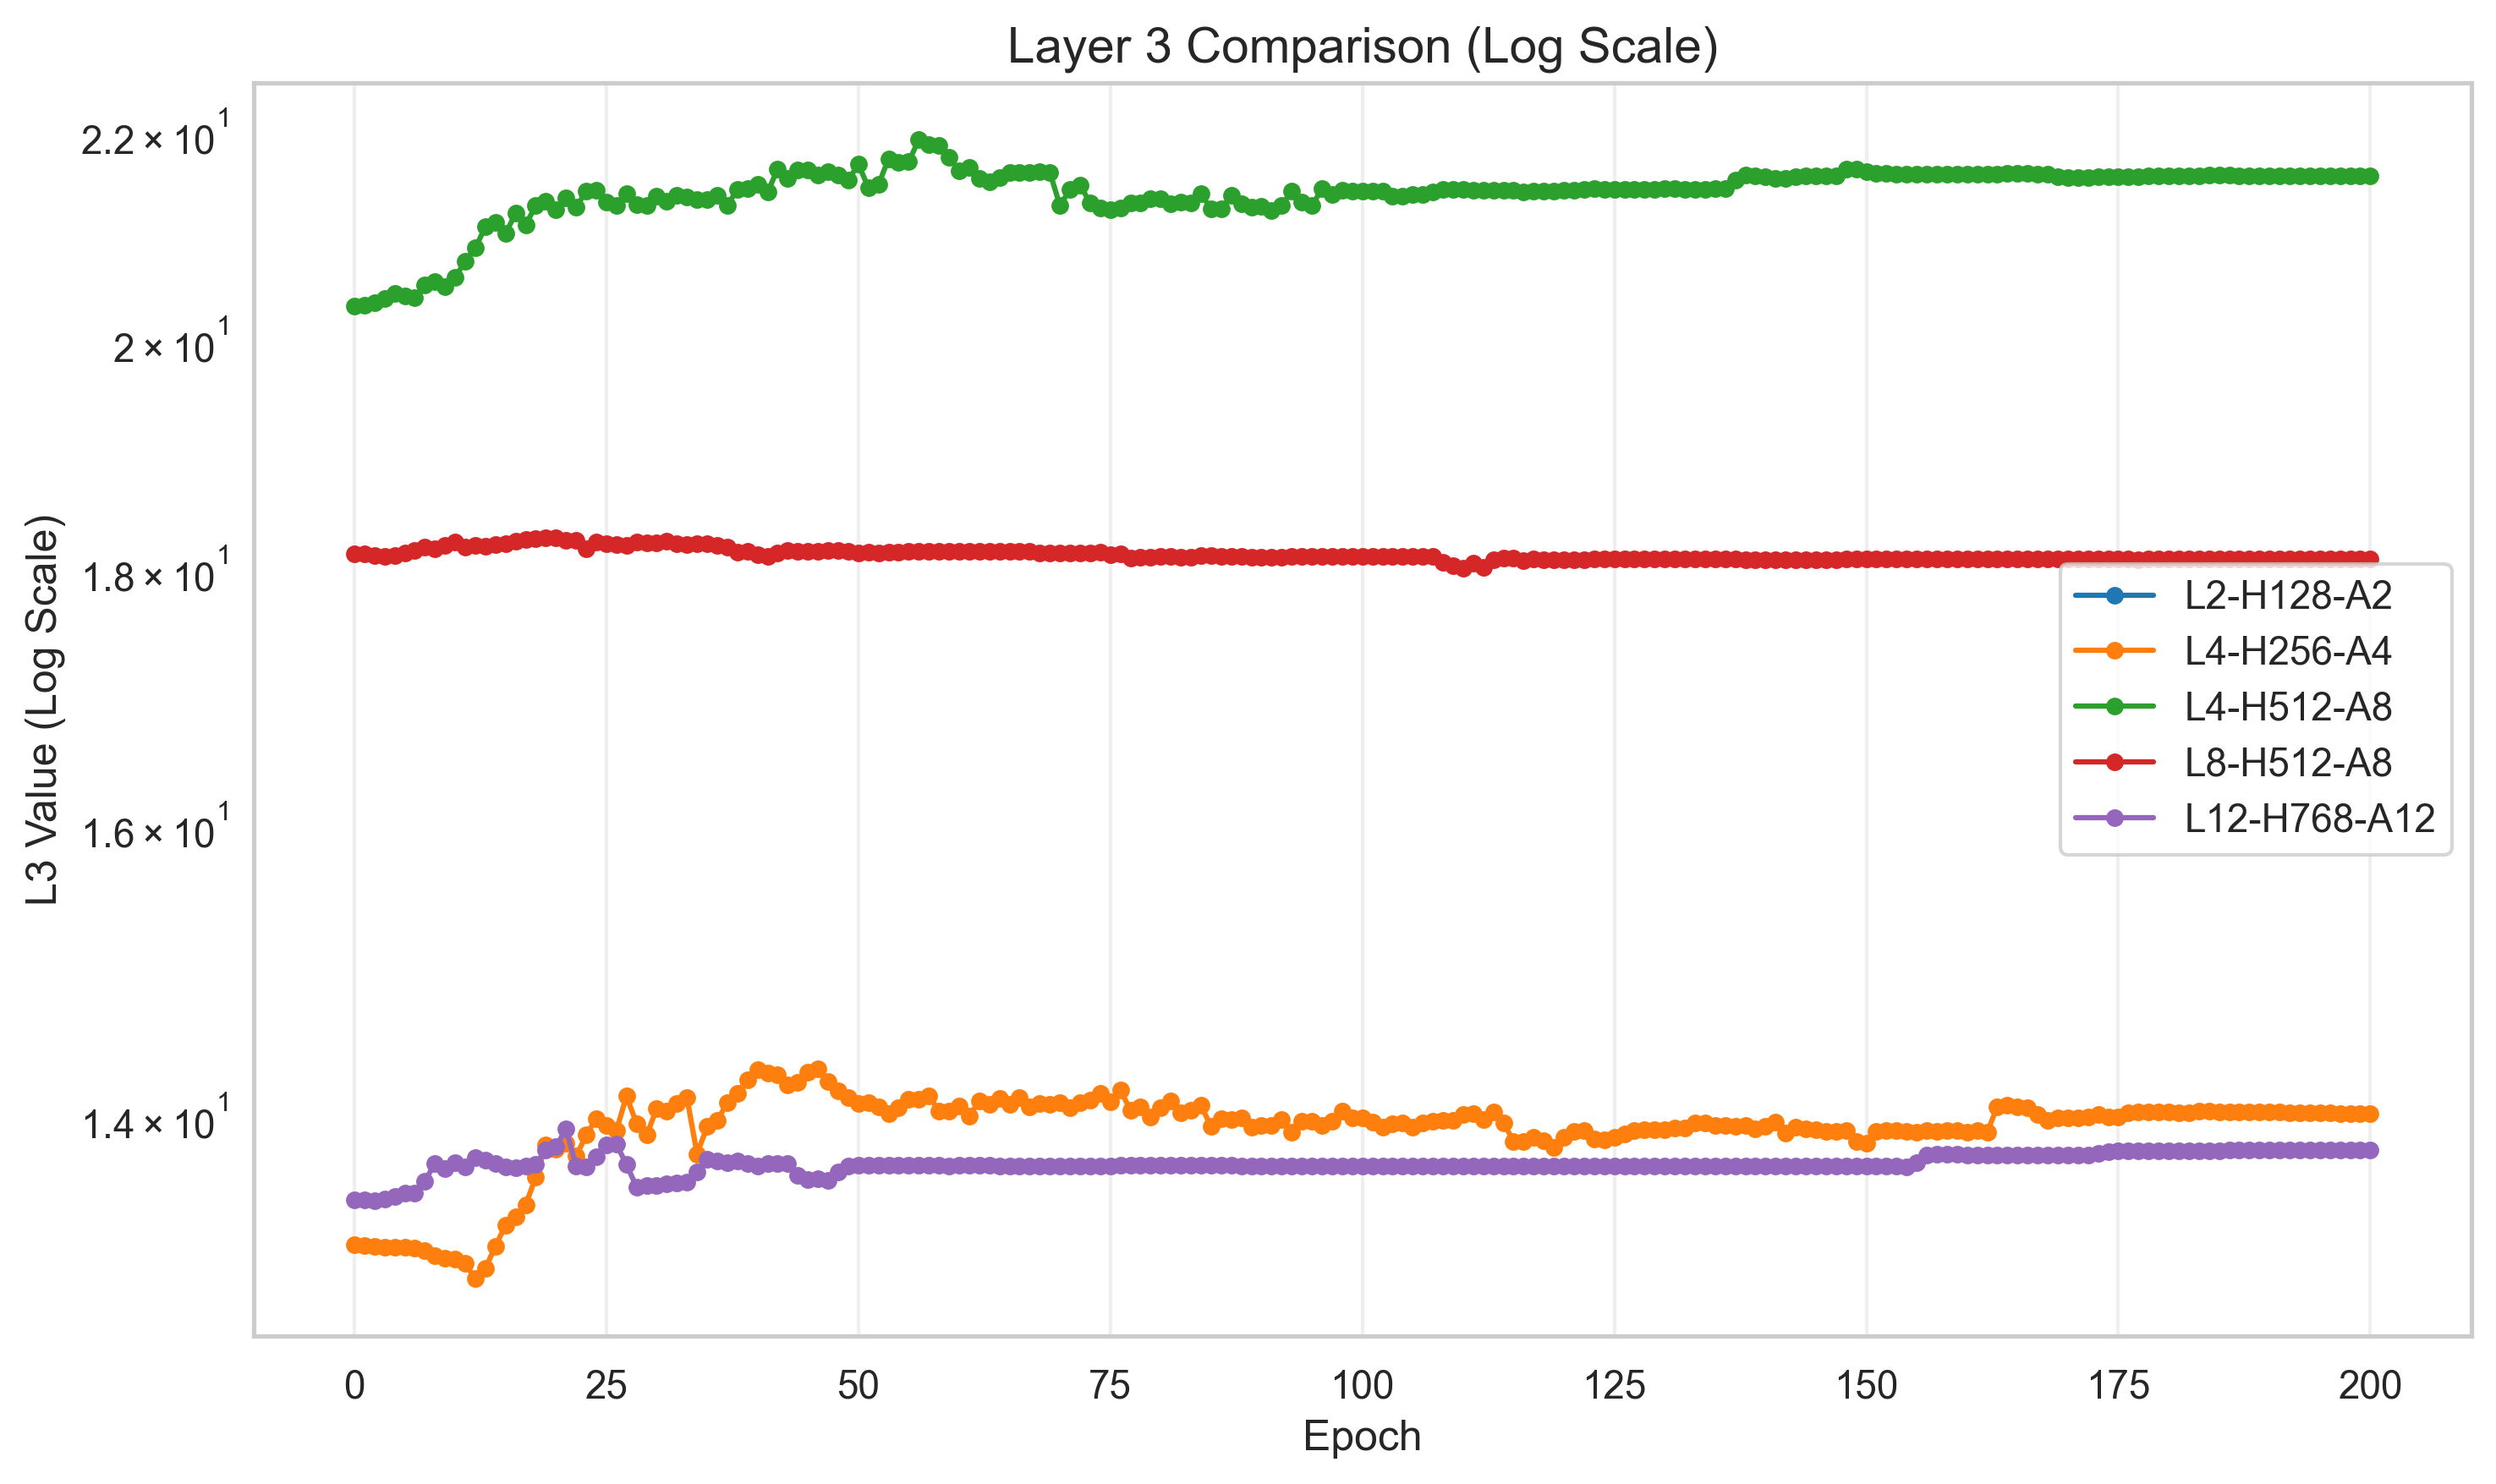 Layer 3 Comparison (Log Scale)
L3 Value (Log Scale)
2.2 × 10¹
2 × 10¹
1.8 × 10¹
1.6 × 10¹
1.4 × 10¹
L2-H128-A2
L4-H256-A4
L4-H512-A8
L8-H512-A8
L12-H768-A12
0 25 50 75 100 125 150 175 200
Epoch